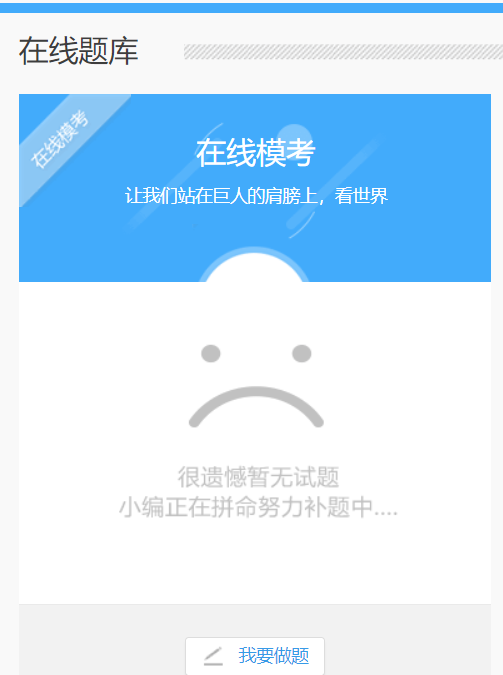 在线题库
在线模考
在线模考
让我们站在巨人的肩膀上，看世界
很遗憾暂无试题
小编正在拼命努力补题中....
我要做题